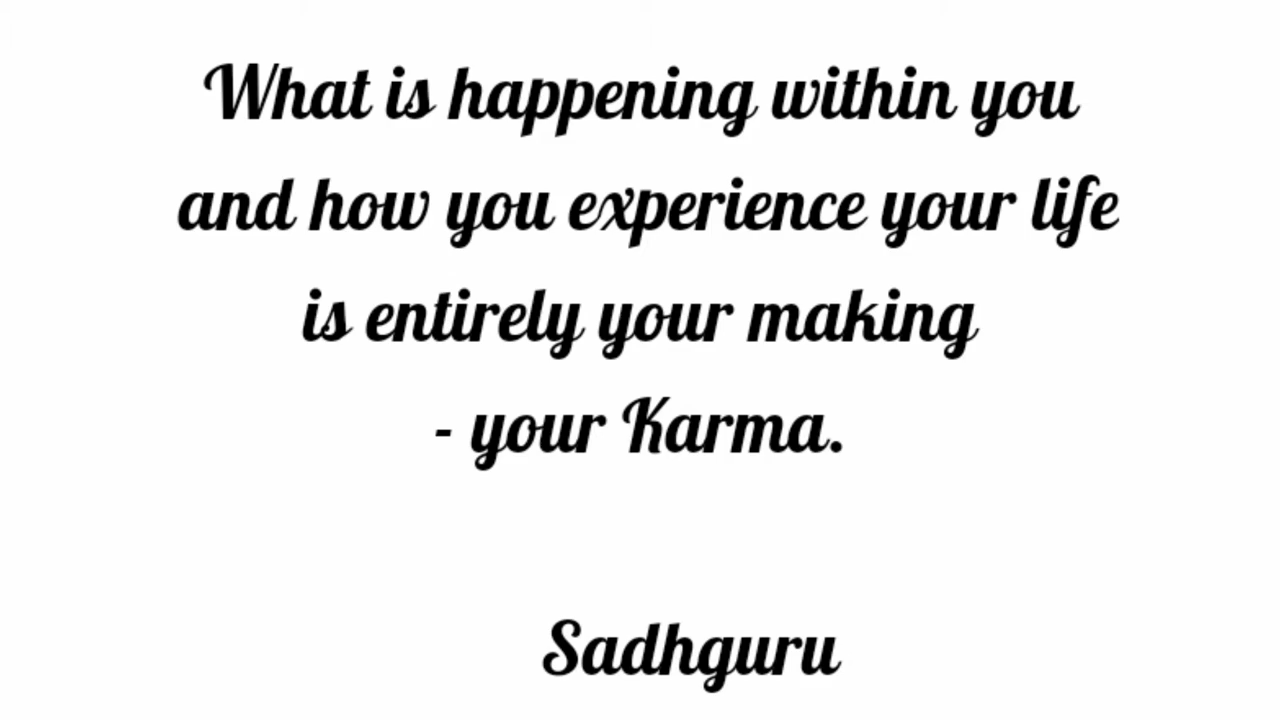 What is happening within you
and how you experience your life
is entirely your making
- your Karma.
Sadhguru